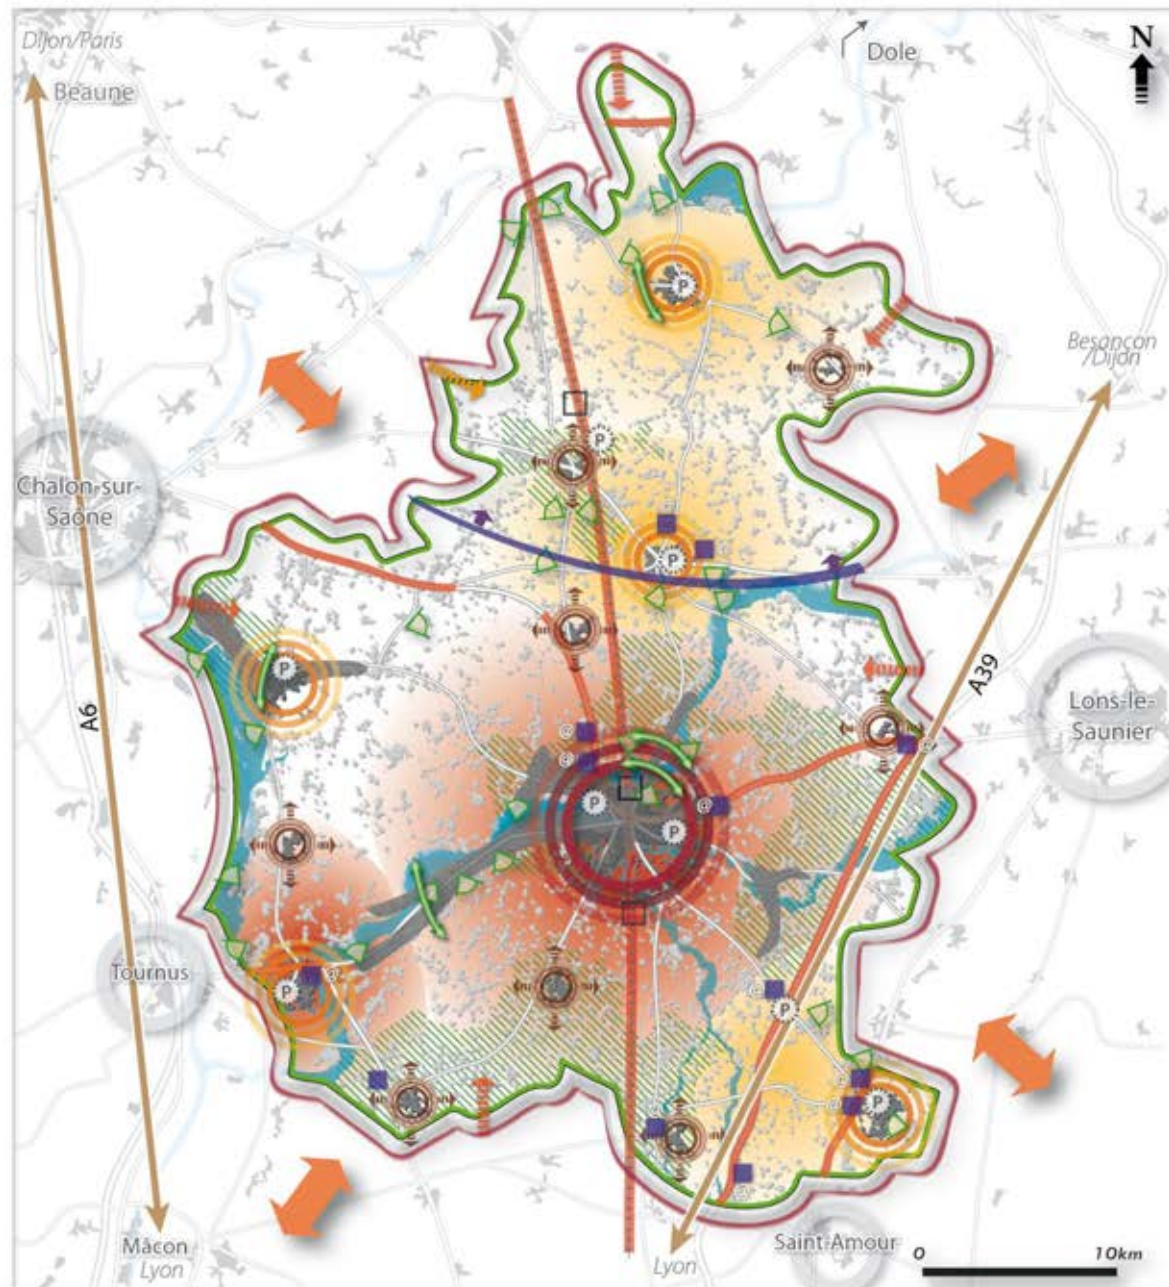 Dijon/Paris
Beaune
Dole
N
Besançon
/Dijon
Chalon-sur-
Saône
P
P
P
P
A6
A39
Lons-le-
Saunier
@
@
@
@
P
P
Tournus
@
P
@
P
@
@
P
@
@
Mâcon
Lyon
Lyon
Saint-Amour
0
10km